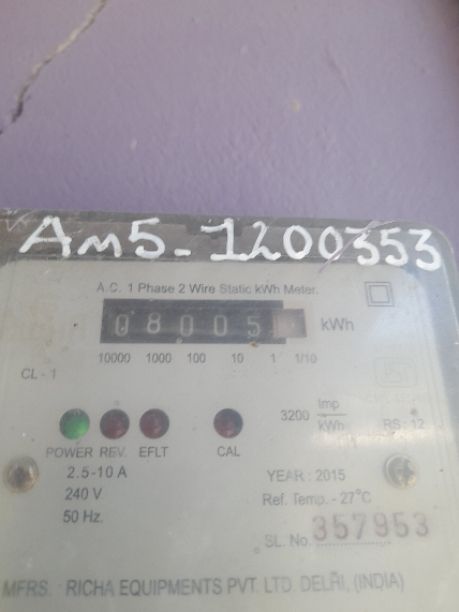 Am5-1200353
A.C. 1 Phase 2 Wire Static kWh Meter.
08005 kWh
10000 1000 100 10 1 1/10
CL-1
3200 Imp/kWh
RS: 12
POWER REV. EFLT CAL
2.5-10 A
240 V
50 Hz.
YEAR: 2015
Ref. Temp. - 27°C
SL. No. 357953
MFRS. RICHA EQUIPMENTS PVT. LTD. DELHI, (INDIA)